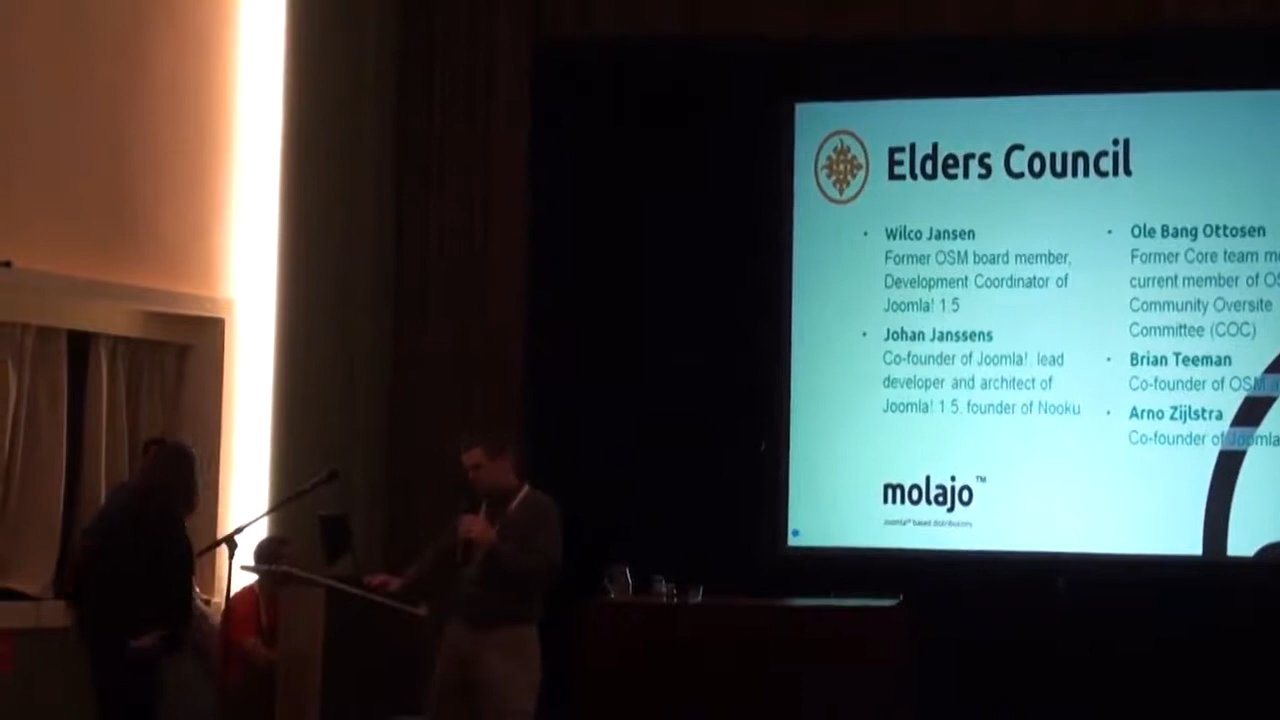 Elders Council
• Wilco Jansen
Former OSM board member,
Development Coordinator of
Joomla! 1.5
• Johan Janssens
Co-founder of Joomla!, lead
developer and architect of
Joomla! 1.5, founder of Nooku
• Ole Bang Ottosen
Former Core team
current member of
Community Oversite
Committee (COC)
• Brian Teeman
Co-founder of OSM
• Arno Zijlstra
Co-founder of Joomla
molajo™
Joomla!® based distributions